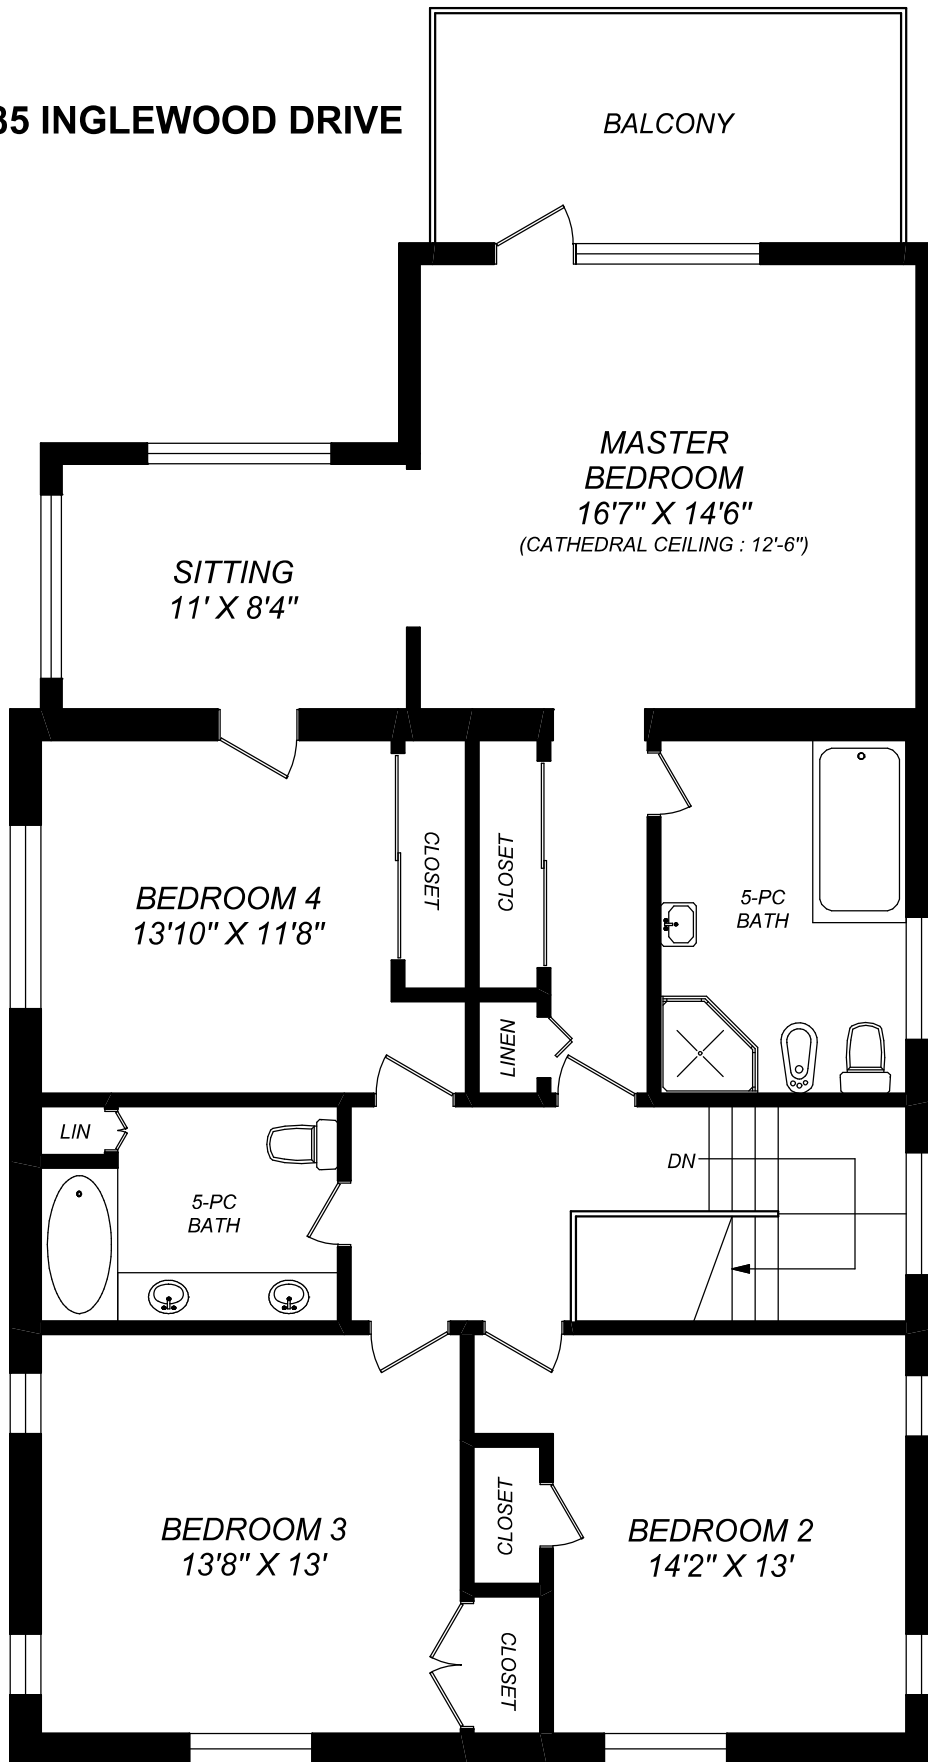 35 INGLEWOOD DRIVE
BALCONY
MASTER
BEDROOM
16'7" X 14'6"
(CATHEDRAL CEILING : 12'-6")
SITTING
11' X 8'4"
BEDROOM 4
13'10" X 11'8"
CLOSET
CLOSET
5-PC
BATH
LINEN
LIN
5-PC
BATH
DN
BEDROOM 3
13'8" X 13'
CLOSET
BEDROOM 2
14'2" X 13'
CLOSET